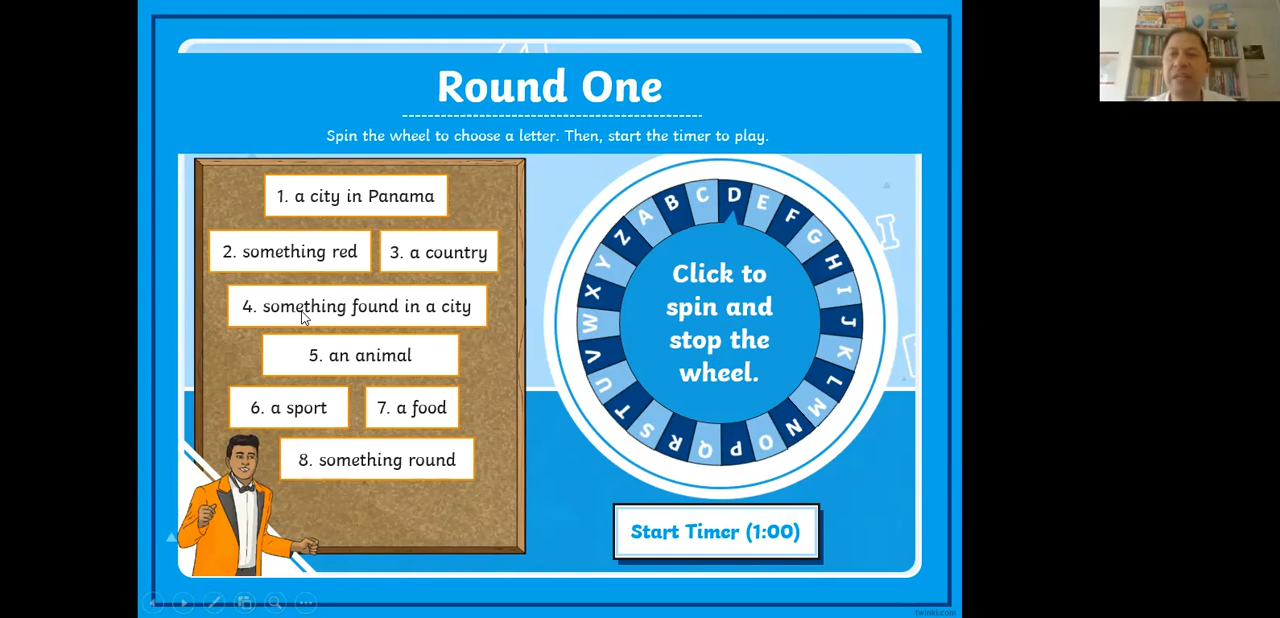 Round One
Spin the wheel to choose a letter. Then, start the timer to play.
1. a city in Panama
2. something red
3. a country
4. something found in a city
5. an animal
6. a sport
7. a food
8. something round
A B C D E F G H I J K L M N O P Q R S T U V W X Y Z
Click to
spin and
stop the
wheel.
Start Timer (1:00)
twinkl.com